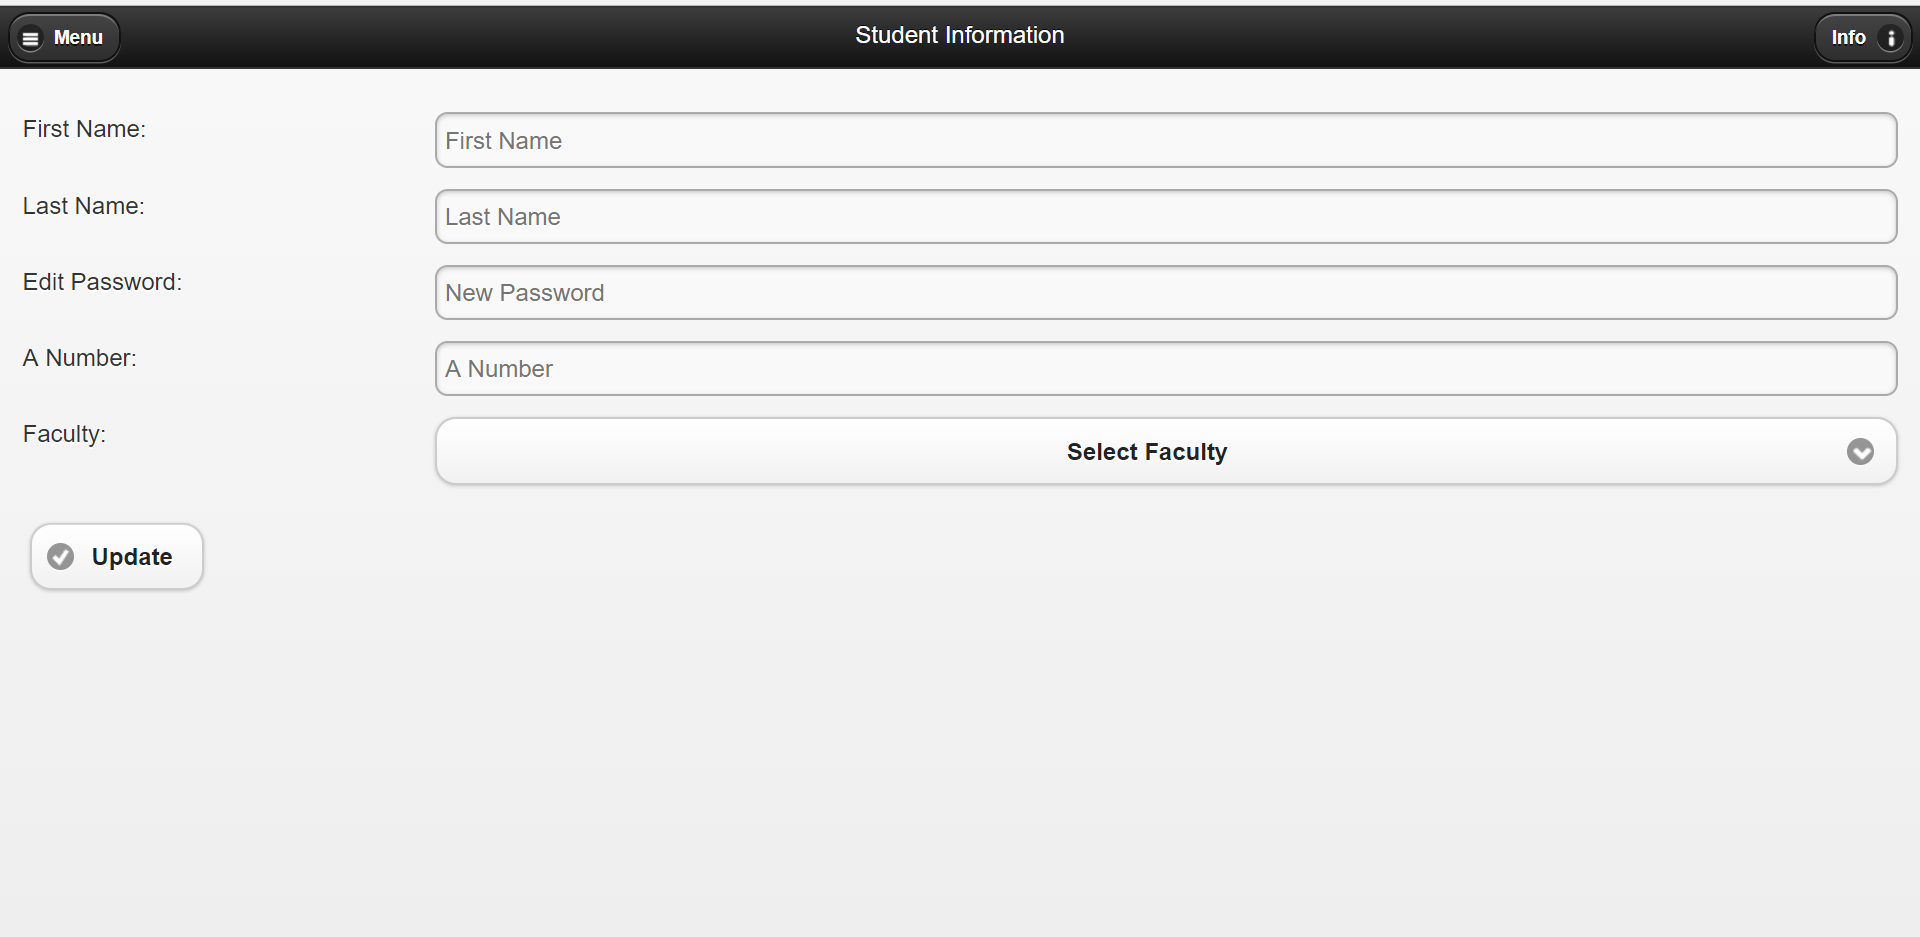 Menu
Student Information
Info
First Name:
First Name
Last Name:
Last Name
Edit Password:
New Password
A Number:
A Number
Faculty:
Select Faculty
Update